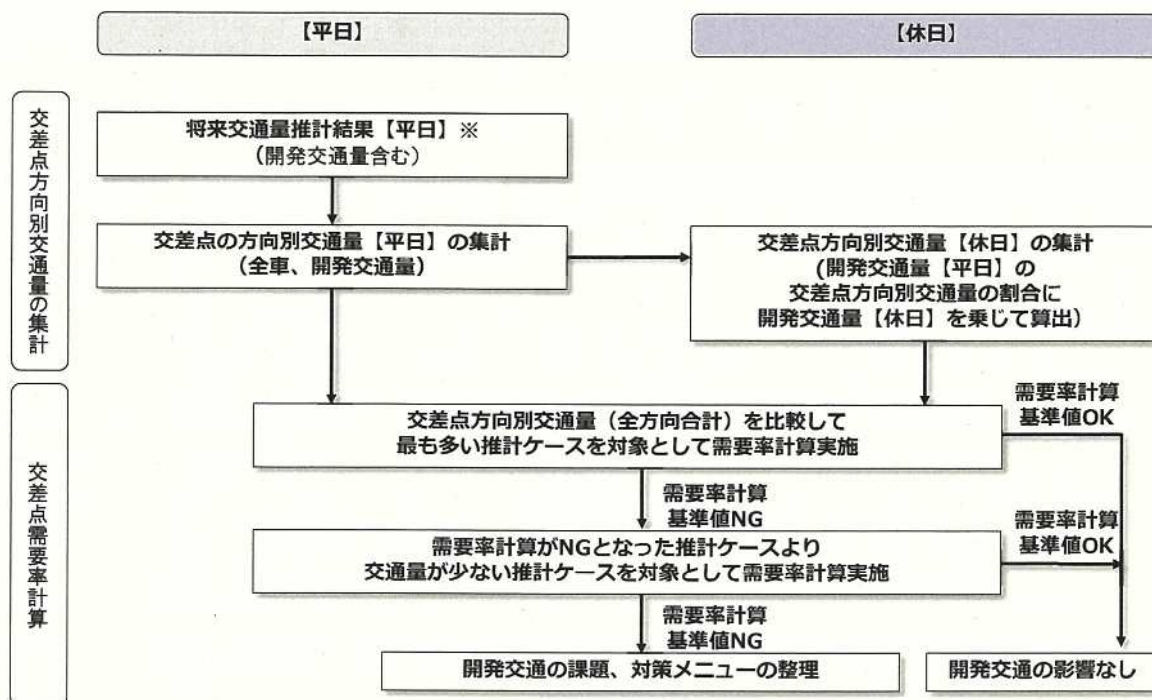 【平日】
【休日】
交差点方向別交通量の集計
将来交通量推計結果【平日】※
（開発交通量含む）
交差点の方向別交通量【平日】の集計
（全車、開発交通量）
交差点方向別交通量【休日】の集計
(開発交通量【平日】の
交差点方向別交通量の割合に
開発交通量【休日】を乗じて算出）
交差点需要率計算
交差点方向別交通量（全方向合計）を比較して
最も多い推計ケースを対象として需要率計算実施
需要率計算
基準値OK
需要率計算
基準値NG
需要率計算がNGとなった推計ケースより
交通量が少ない推計ケースを対象として需要率計算実施
需要率計算
基準値OK
需要率計算
基準値NG
開発交通の課題、対策メニューの整理
開発交通の影響なし